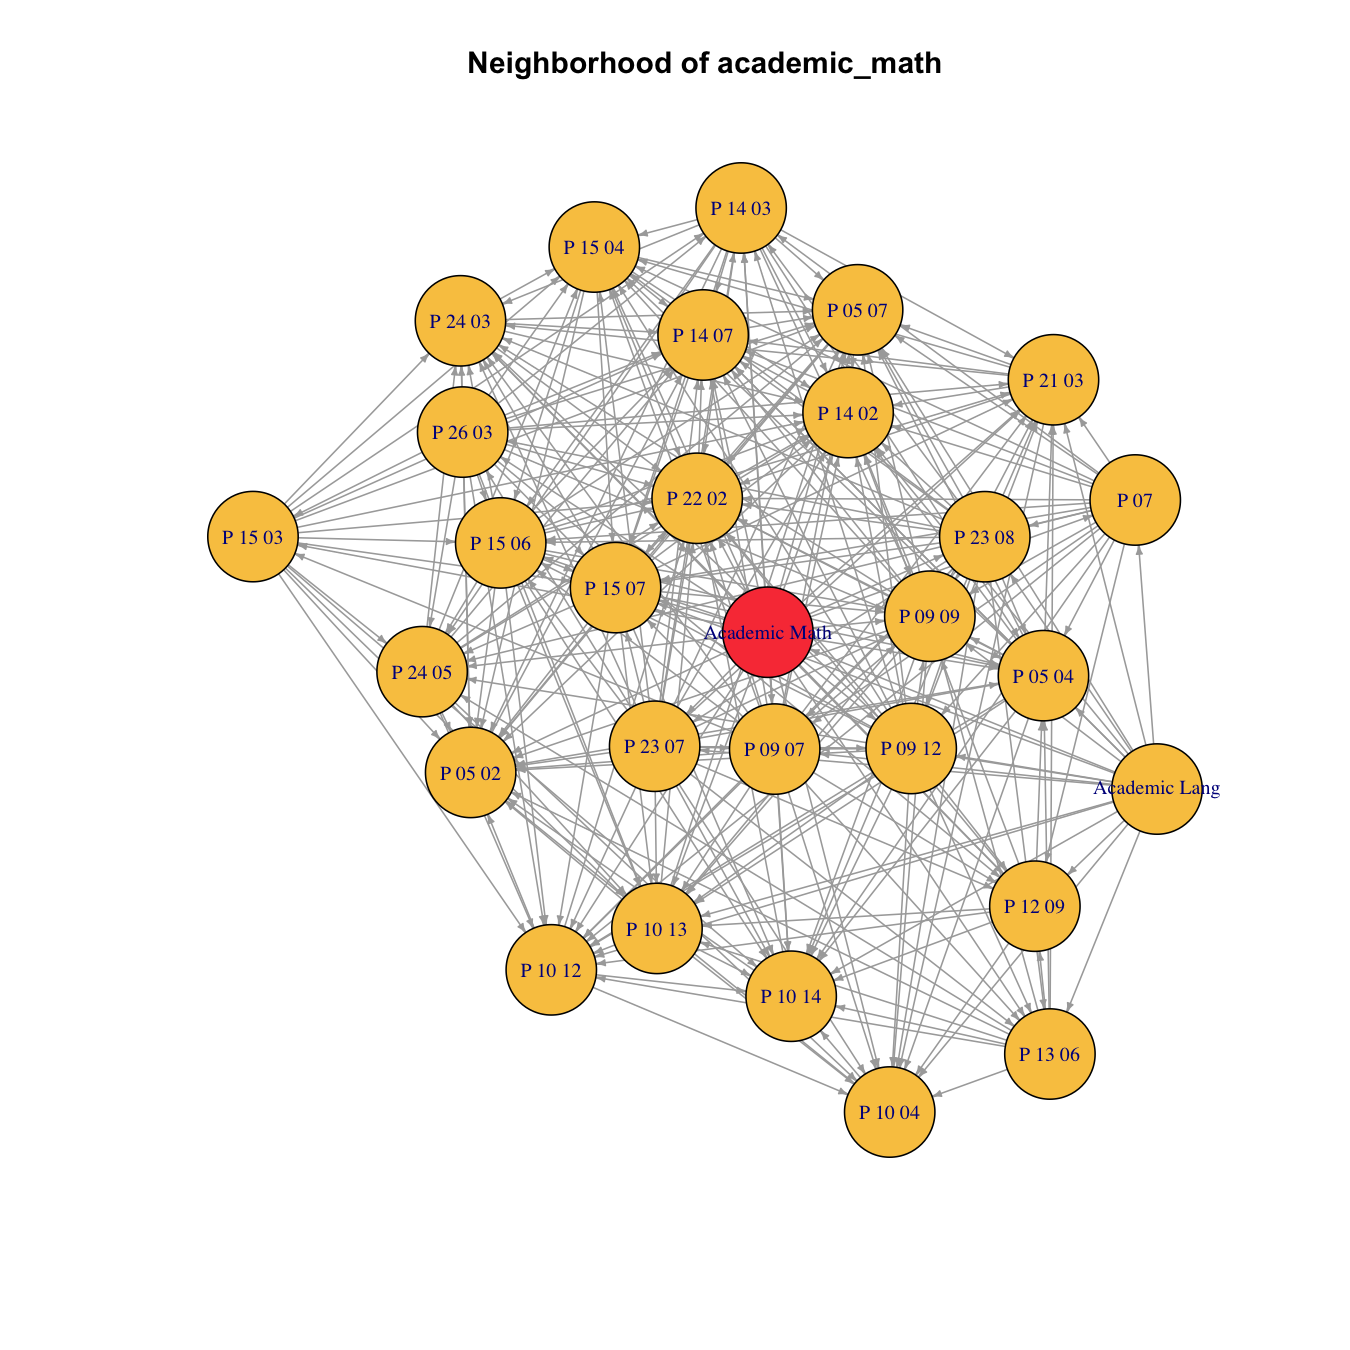 Neighborhood of academic_math
P 14 03
P 15 04
P 05 07
P 24 03
P 14 07
P 21 03
P 14 02
P 26 03
P 22 02
P 07
P 15 03
P 15 06
P 23 08
P 15 07
P 09 09
Academic Math
P 24 05
P 05 04
P 23 07
P 09 07
P 09 12
P 05 02
Academic Lang
P 12 09
P 10 13
P 10 12
P 10 14
P 13 06
P 10 04